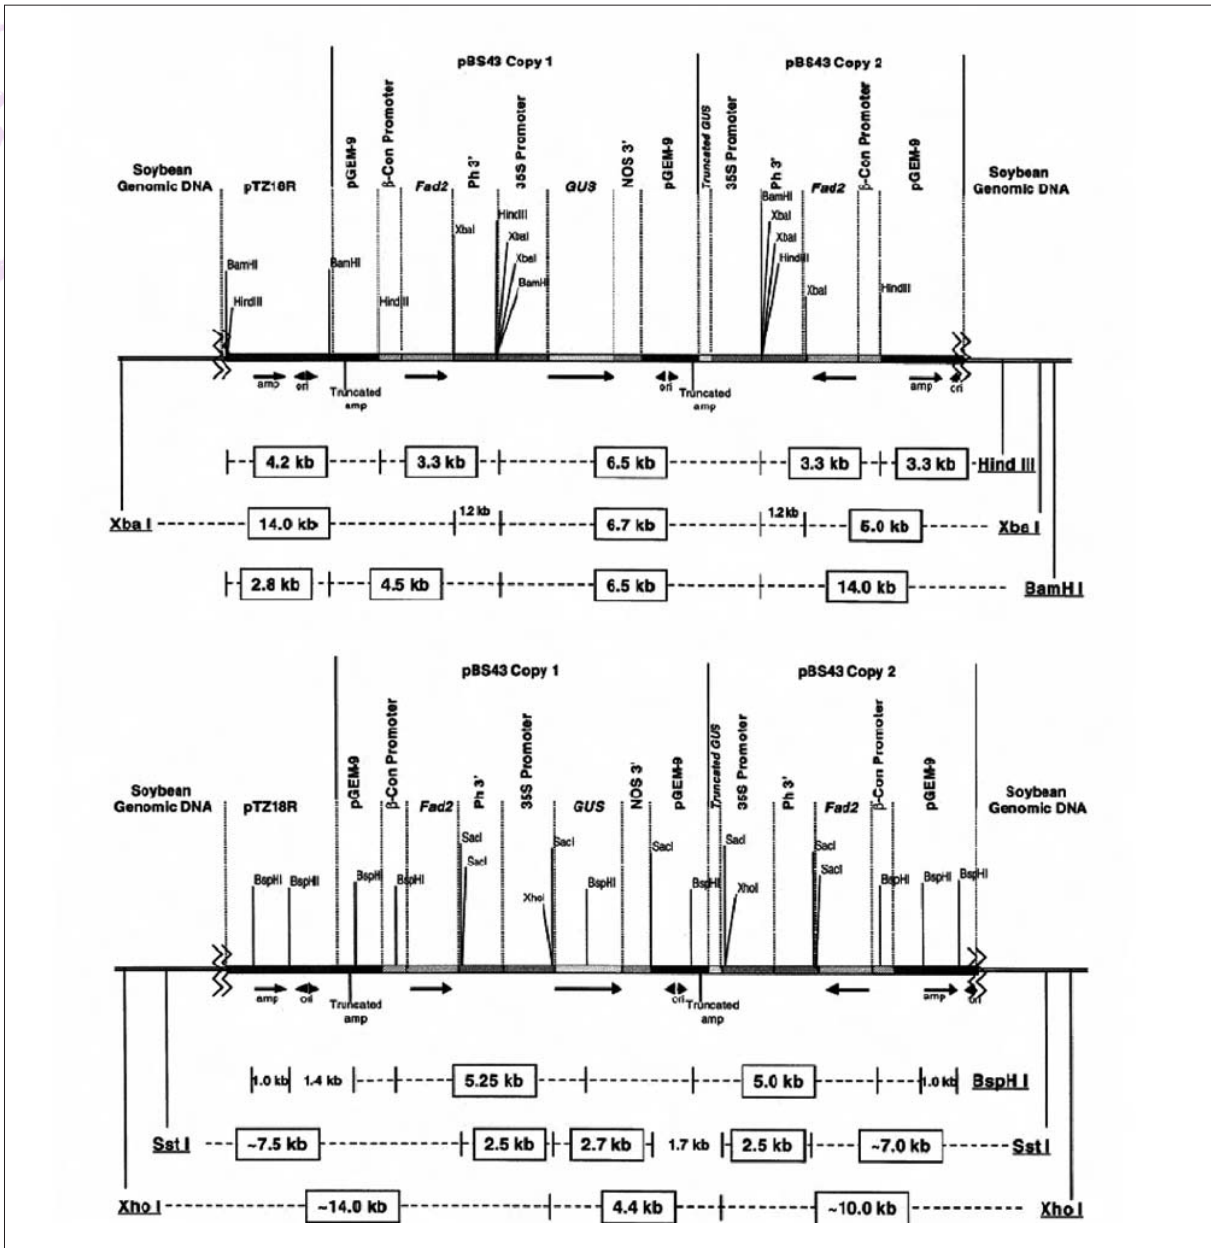 pBS43 Copy 1
pBS43 Copy 2
Soybean
Genomic DNA
pTZ18R
pGEM-9
β-Con Promoter
Fad2
Ph 3'
35S Promoter
GUS
NOS 3'
pGEM-9
Truncated GUS
35S Promoter
Ph 3'
Fad2
β-Con Promoter
pGEM-9
Soybean
Genomic DNA
BamHI
HindIII
BamHI
HindIII
XbaI
HindIII
XbaI
XbaI
BamHI
BamHI
XbaI
XbaI
HindIII
XbaI
HindIII
amp
ori
Truncated
amp
ori
Truncated
amp
amp
ori
4.2 kb
3.3 kb
6.5 kb
3.3 kb
3.3 kb
Hind III
Xba I
14.0 kb
1.2 kb
6.7 kb
1.2 kb
5.0 kb
Xba I
2.8 kb
4.5 kb
6.5 kb
14.0 kb
BamH I
pBS43 Copy 1
pBS43 Copy 2
Soybean
Genomic DNA
pTZ18R
pGEM-9
β-Con Promoter
Fad2
Ph 3'
35S Promoter
GUS
NOS 3'
pGEM-9
Truncated GUS
35S Promoter
Ph 3'
Fad2
β-Con Promoter
pGEM-9
Soybean
Genomic DNA
BspHI
BspHI
BspHI
BspHI
SacI
SacI
XhoI
SacI
BspHI
SacI
BspHI
SacI
XhoI
SacI
SacI
BspHI
BspHI
BspHI
amp
ori
Truncated
amp
ori
Truncated
amp
amp
ori
1.0 kb
1.4 kb
5.25 kb
5.0 kb
1.0 kb
BspH I
Sst I
~7.5 kb
2.5 kb
2.7 kb
1.7 kb
2.5 kb
~7.0 kb
Sst I
Xho I
~14.0 kb
4.4 kb
~10.0 kb
Xho I